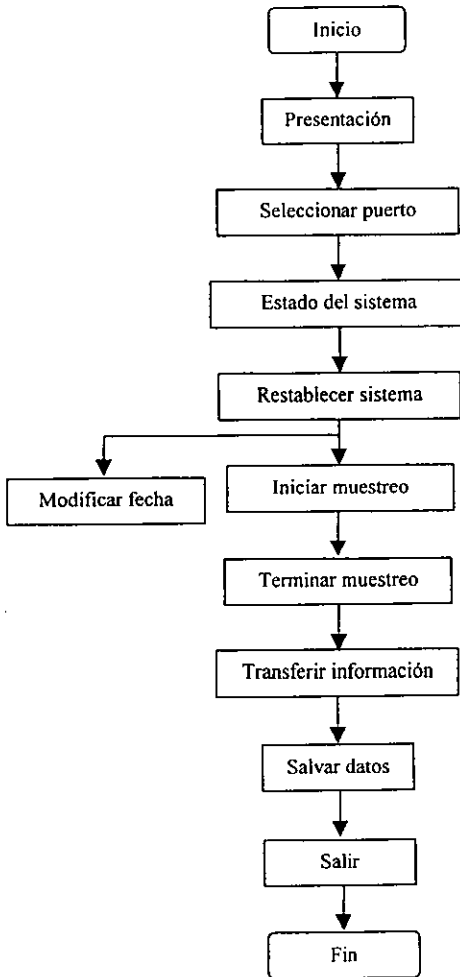 Inicio
Presentación
Seleccionar puerto
Estado del sistema
Restablecer sistema
Modificar fecha
Iniciar muestreo
Terminar muestreo
Transferir información
Salvar datos
Salir
Fin